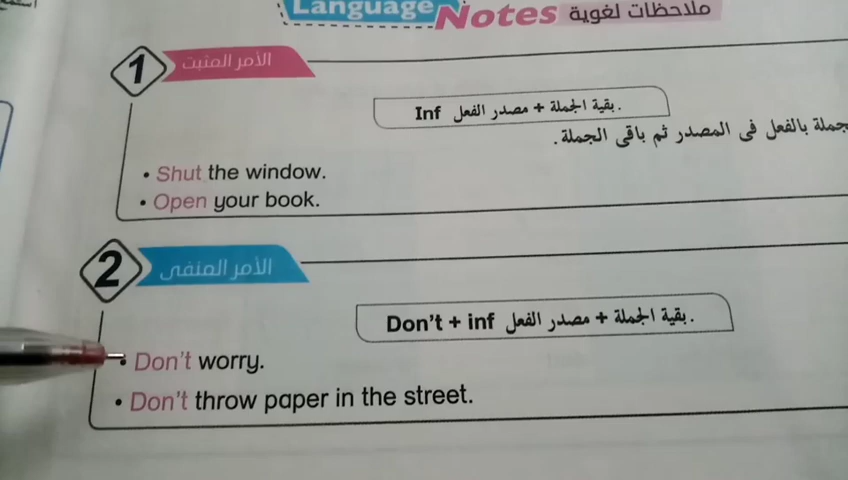 Language Notes ملاحظات لغوية
1 الأمر المثبت
Inf مصدر الفعل + بقية الجملة .
جملة بالفعل فى المصدر ثم باقى الجملة .
• Shut the window.
• Open your book.
2 الأمر المنفى
Don't + inf مصدر الفعل + بقية الجملة .
• Don't worry.
• Don't throw paper in the street.